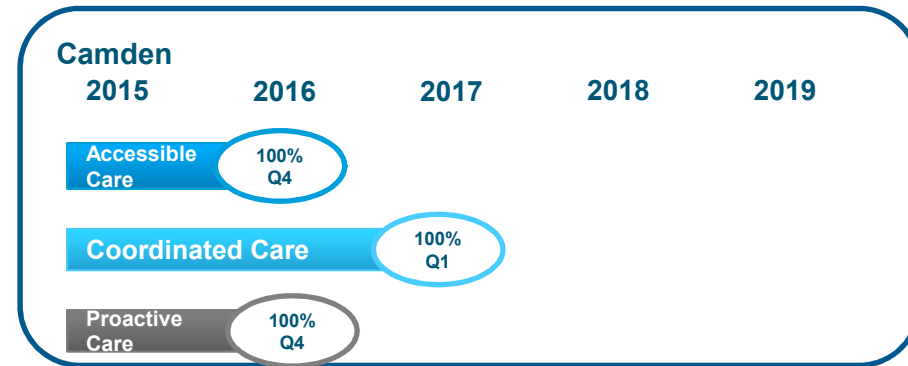 Camden
2015 2016 2017 2018 2019
Accessible
Care
100%
Q4
Coordinated Care
100%
Q1
Proactive
Care
100%
Q4